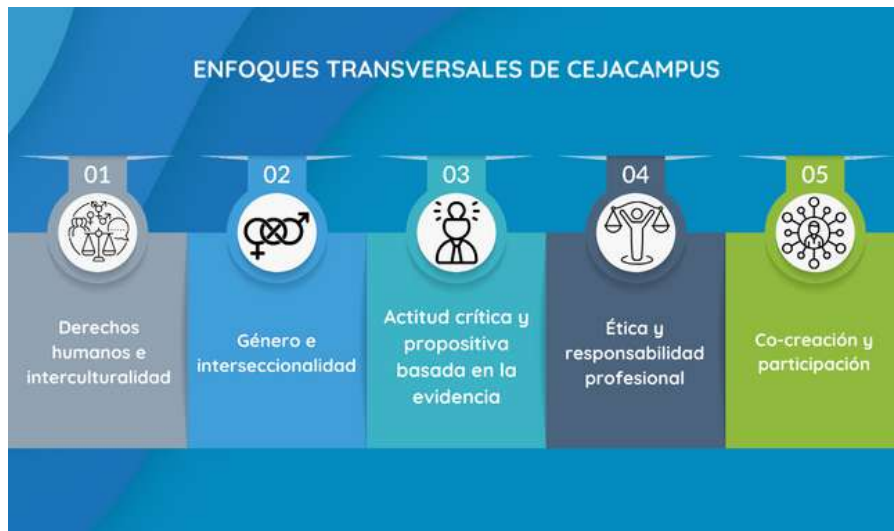 ENFOQUES TRANSVERSALES DE CEJACAMPUS
01
Derechos
humanos e
interculturalidad
02
Género e
interseccionalidad
03
Actitud crítica y
propositiva
basada en la
evidencia
04
Ética y
responsabilidad
profesional
05
Co-creación y
participación